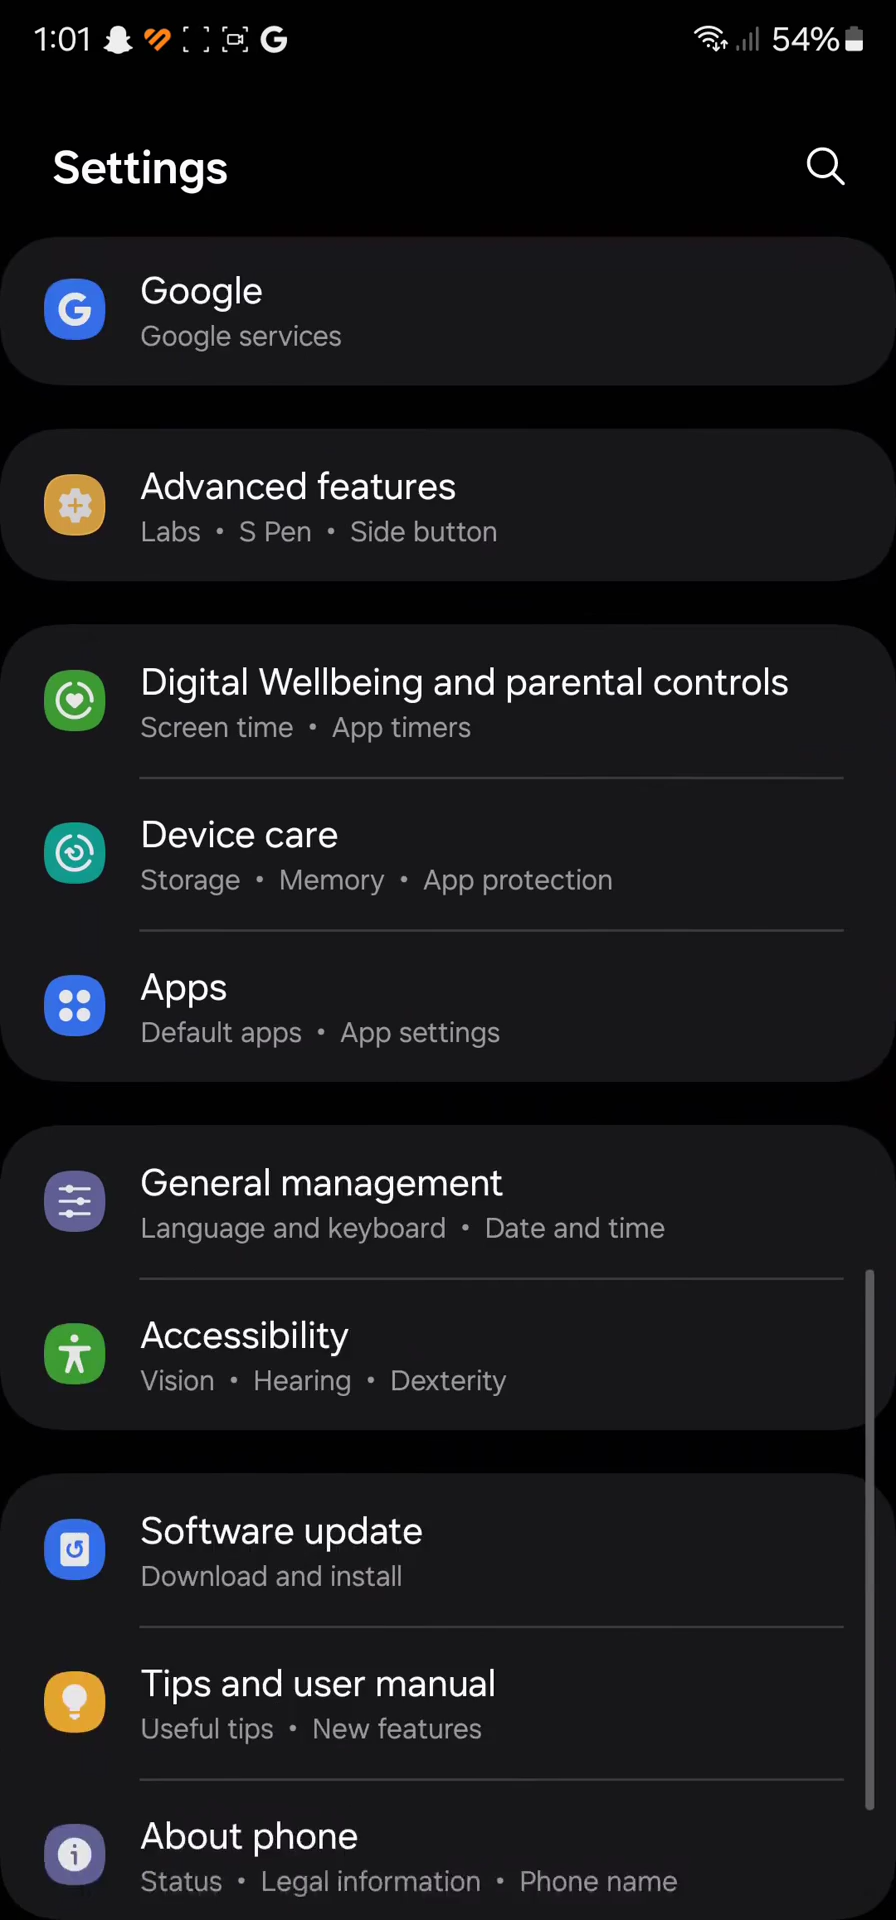 1:01 54%
Settings
Google
Google services
Advanced features
Labs • S Pen • Side button
Digital Wellbeing and parental controls
Screen time • App timers
Device care
Storage • Memory • App protection
Apps
Default apps • App settings
General management
Language and keyboard • Date and time
Accessibility
Vision • Hearing • Dexterity
Software update
Download and install
Tips and user manual
Useful tips • New features
About phone
Status • Legal information • Phone name